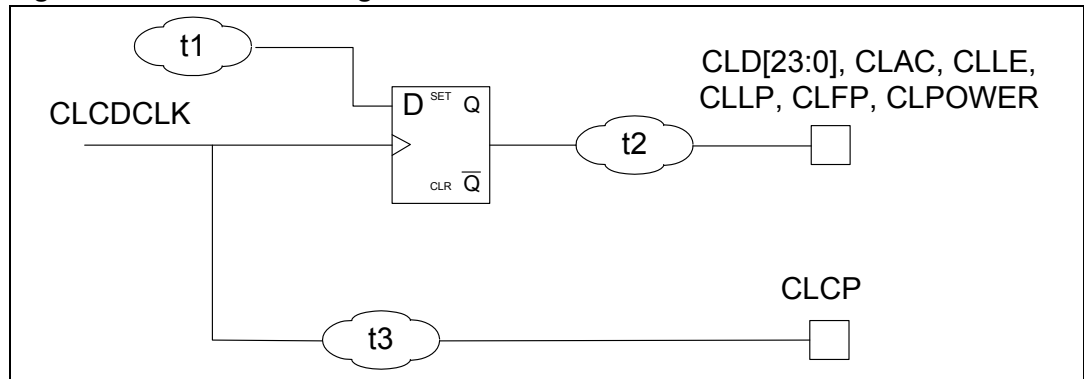 t1
CLD[23:0], CLAC, CLLE,
CLLP, CLFP, CLPOWER
CLCDCLK
D SET Q
t2
CLR Q
CLCP
t3